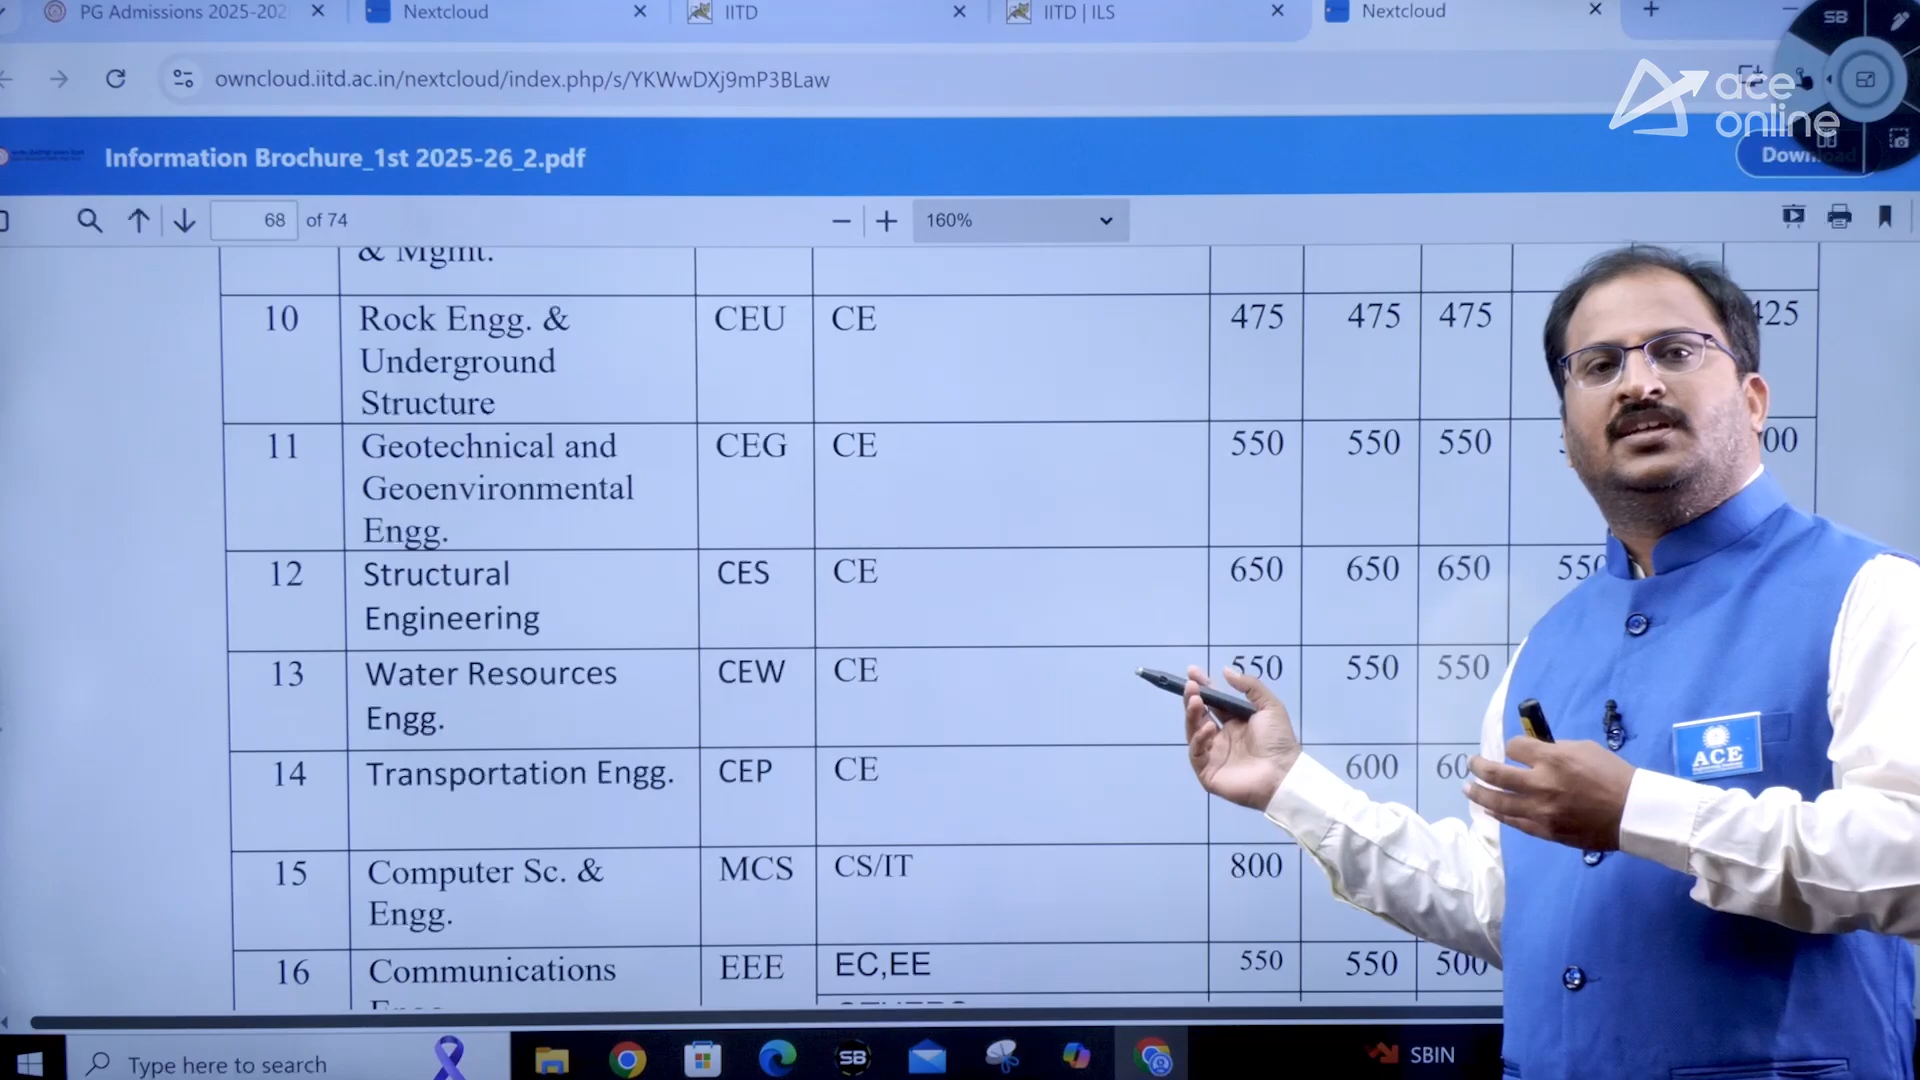 PG Admissions 2025-202
Nextcloud
IITD
IITD | ILS
Nextcloud
SB
owncloud.iitd.ac.in/nextcloud/index.php/s/YKWwDXj9mP3BLaw
ace
online
Information Brochure_1st 2025-26_2.pdf
Download
68 of 74
160%
& Mgmt.
10 Rock Engg. & CEU CE 475 475 475 425
Underground
Structure
11 Geotechnical and CEG CE 550 550 550 00
Geoenvironmental
Engg.
12 Structural CES CE 650 650 650 550
Engineering
13 Water Resources CEW CE 550 550 550
Engg.
14 Transportation Engg. CEP CE 600 60
15 Computer Sc. & MCS CS/IT 800
Engg.
16 Communications EEE EC,EE 550 550 500
ACE
Type here to search
SB
SBIN